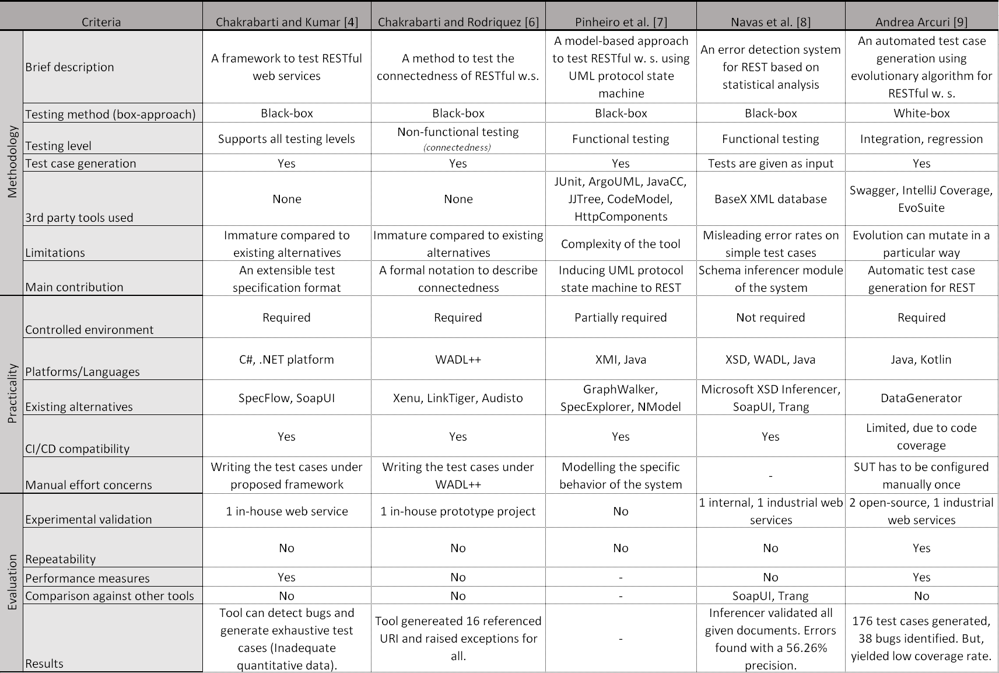 Criteria
Chakrabarti and Kumar [4]
Chakrabarti and Rodriquez [6]
Pinheiro et al. [7]
Navas et al. [8]
Andrea Arcuri [9]
Methodology
Brief description
A framework to test RESTful
web services
A method to test the
connectedness of RESTful w.s.
A model-based approach
to test RESTful w. s. using
UML protocol state
machine
An error detection system
for REST based on
statistical analysis
An automated test case
generation using
evolutionary algorithm for
RESTful w. s.
Testing method (box-approach)
Black-box
Black-box
Black-box
Black-box
White-box
Testing level
Supports all testing levels
Non-functional testing
(connectedness)
Functional testing
Functional testing
Integration, regression
Test case generation
Yes
Yes
Yes
Tests are given as input
Yes
3rd party tools used
None
None
JUnit, ArgoUML, JavaCC,
JJTree, CodeModel,
HttpComponents
BaseX XML database
Swagger, IntelliJ Coverage,
EvoSuite
Limitations
Immature compared to
existing alternatives
Immature compared to existing
alternatives
Complexity of the tool
Misleading error rates on
simple test cases
Evolution can mutate in a
particular way
Main contribution
An extensible test
specification format
A formal notation to describe
connectedness
Inducing UML protocol
state machine to REST
Schema inferencer module
of the system
Automatic test case
generation for REST
Practicality
Controlled environment
Required
Required
Partially required
Not required
Required
Platforms/Languages
C#, .NET platform
WADL++
XMI, Java
XSD, WADL, Java
Java, Kotlin
Existing alternatives
SpecFlow, SoapUI
Xenu, LinkTiger, Audisto
GraphWalker,
SpecExplorer, NModel
Microsoft XSD Inferencer,
SoapUI, Trang
DataGenerator
CI/CD compatibility
Yes
Yes
Yes
Yes
Limited, due to code
coverage
Manual effort concerns
Writing the test cases under
proposed framework
Writing the test cases under
WADL++
Modelling the specific
behavior of the system
-
SUT has to be configured
manually once
Evaluation
Experimental validation
1 in-house web service
1 in-house prototype project
No
1 internal, 1 industrial web
services
2 open-source, 1 industrial
web services
Repeatability
No
No
No
No
Yes
Performance measures
Yes
No
-
No
Yes
Comparison against other tools
No
No
-
SoapUI, Trang
No
Results
Tool can detect bugs and
generate exhaustive test
cases (Inadequate
quantitative data).
Tool genereated 16 referenced
URI and raised exceptions for
all.
-
Inferencer validated all
given documents. Errors
found with a 56.26%
precision.
176 test cases generated,
38 bugs identified. But,
yielded low coverage rate.